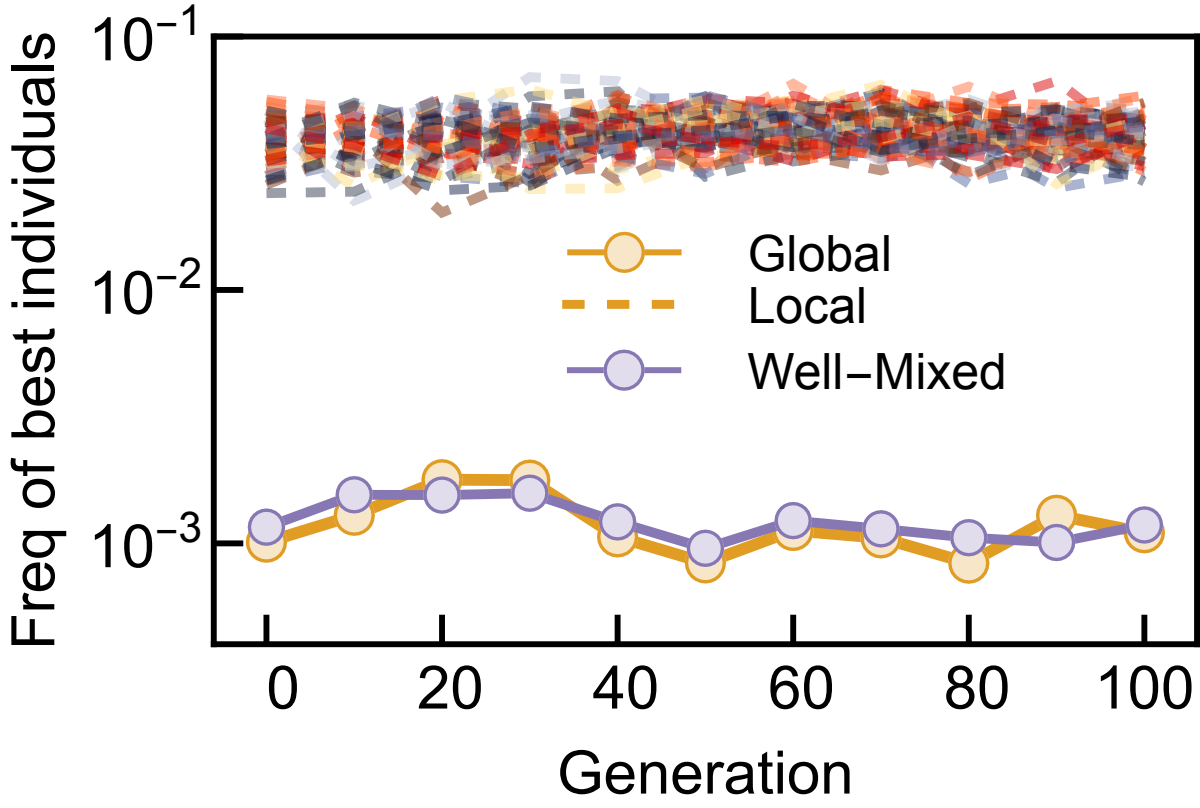 Freq of best individuals
10⁻¹
10⁻²
10⁻³
Global
Local
Well−Mixed
0 20 40 60 80 100
Generation